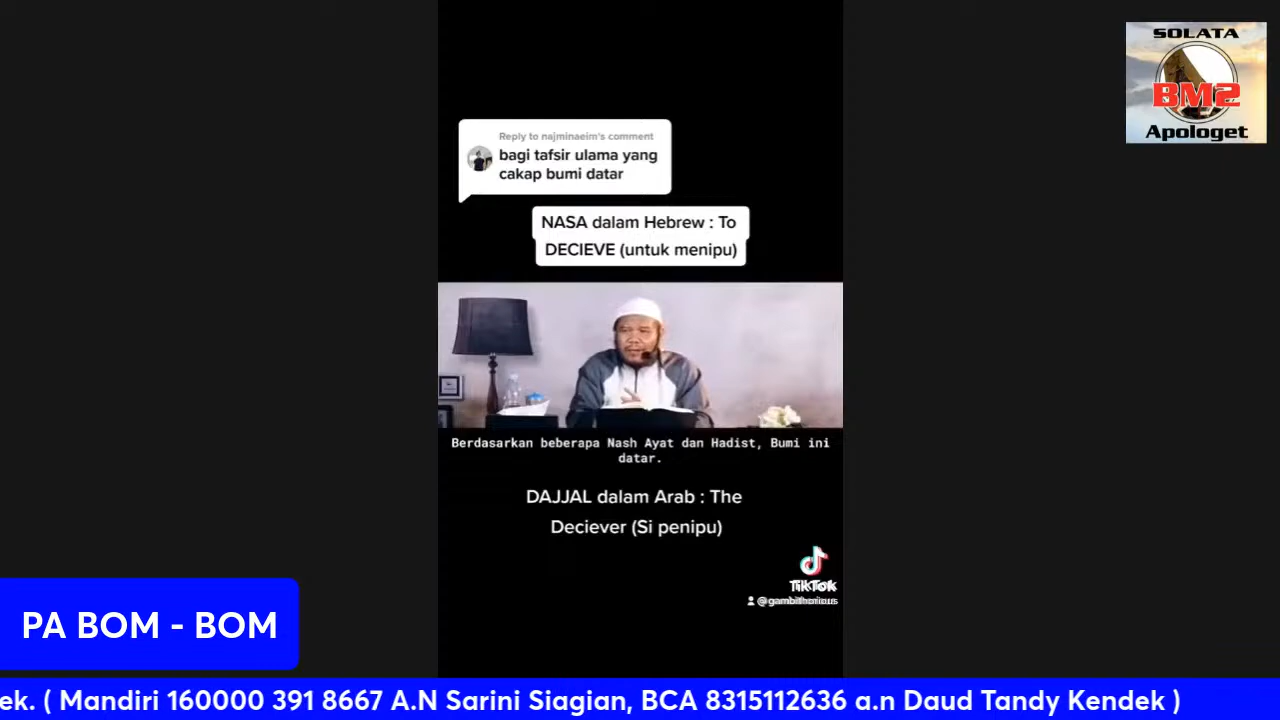 SOLATA
BM2
Apologet
Reply to najminaeim's comment
bagi tafsir ulama yang
cakap bumi datar
NASA dalam Hebrew : To
DECIEVE (untuk menipu)
Berdasarkan beberapa Nash Ayat dan Hadist, Bumi ini
datar.
DAJJAL dalam Arab : The
Deciever (Si penipu)
TikTok
PA BOM - BOM
ek. ( Mandiri 160000 391 8667 A.N Sarini Siagian, BCA 8315112636 a.n Daud Tandy Kendek )